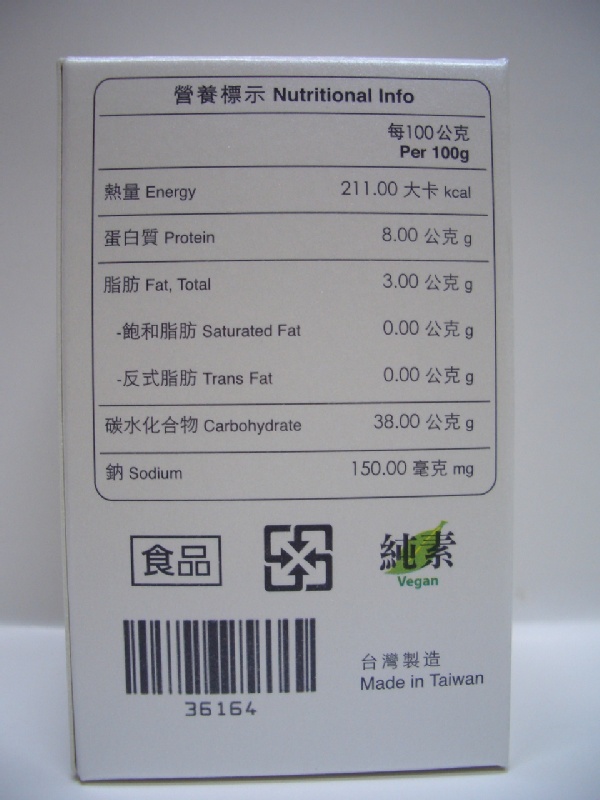 營養標示 Nutritional Info
每100公克
Per 100g
熱量 Energy 211.00 大卡 kcal
蛋白質 Protein 8.00 公克 g
脂肪 Fat, Total 3.00 公克 g
-飽和脂肪 Saturated Fat 0.00 公克 g
-反式脂肪 Trans Fat 0.00 公克 g
碳水化合物 Carbohydrate 38.00 公克 g
鈉 Sodium 150.00 毫克 mg
食品
純素
Vegan
台灣製造
Made in Taiwan
36164